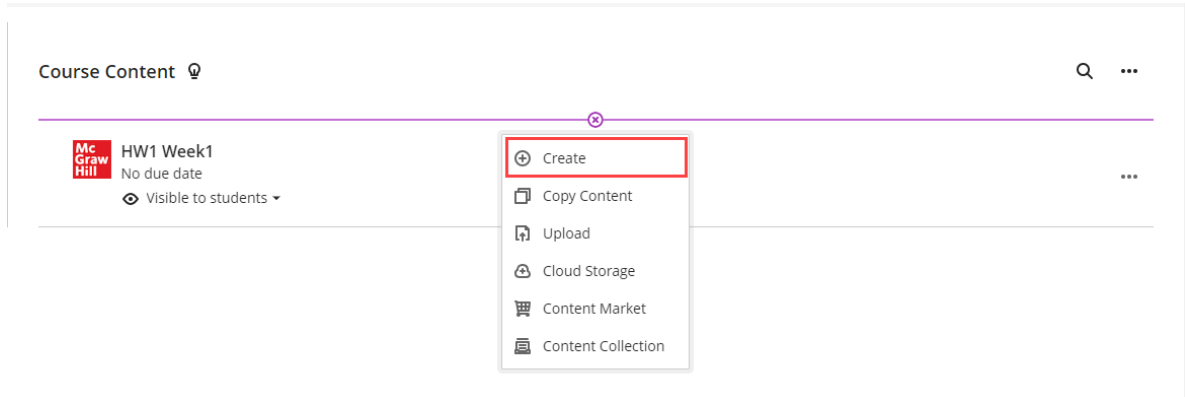 Course Content
Mc
Graw
Hill
HW1 Week1
No due date
Visible to students
Create
Copy Content
Upload
Cloud Storage
Content Market
Content Collection